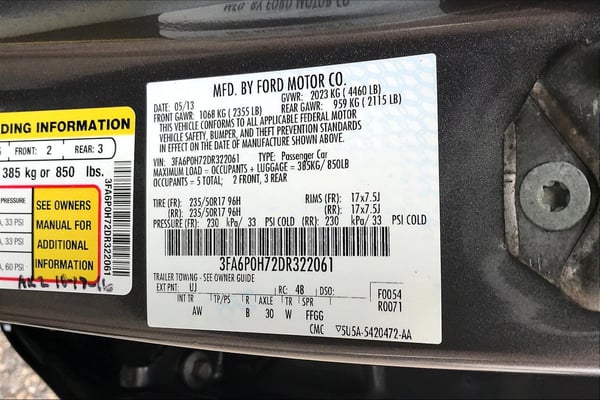 MFD. BY FORD MOTOR CO.
DATE: 05/13 GVWR: 2023 KG ( 4460 LB)
FRONT GAWR: 1068 KG ( 2355 LB) REAR GAWR: 959 KG ( 2115 LB)
THIS VEHICLE CONFORMS TO ALL APPLICABLE FEDERAL MOTOR
VEHICLE SAFETY, BUMPER, AND THEFT PREVENTION STANDARDS
IN EFFECT ON THE DATE OF MANUFACTURE SHOWN ABOVE.
VIN: 3FA6P0H72DR322061 TYPE: Passenger Car
MAXIMUM LOAD = OCCUPANTS + LUGGAGE = 385KG/ 850LB
OCCUPANTS = 5 TOTAL: 2 FRONT, 3 REAR
TIRE (FR): 235/50R17 96H RIMS (FR): 17x7.5J
(RR): 235/50R17 96H (RR): 17x7.5J
PRESSURE (FR): 230 kPa/ 33 PSI COLD (RR): 230 kPa/ 33 PSI COLD
3FA6P0H72DR322061
TRAILER TOWING - SEE OWNER GUIDE
EXT PNT: UJ RC: 4B DSO: F0054
INT TR TP/PS R AXLE TR SPR R0071
AW B 30 W FFGG
CMC 5U5A-5420472-AA
DING INFORMATION
FRONT: 2 REAR: 3
385 kg or 850 lbs.
PRESSURE
33 PSI
33 PSI
60 PSI
SEE OWNERS
MANUAL FOR
ADDITIONAL
INFORMATION
3FA6P0H72DR322061